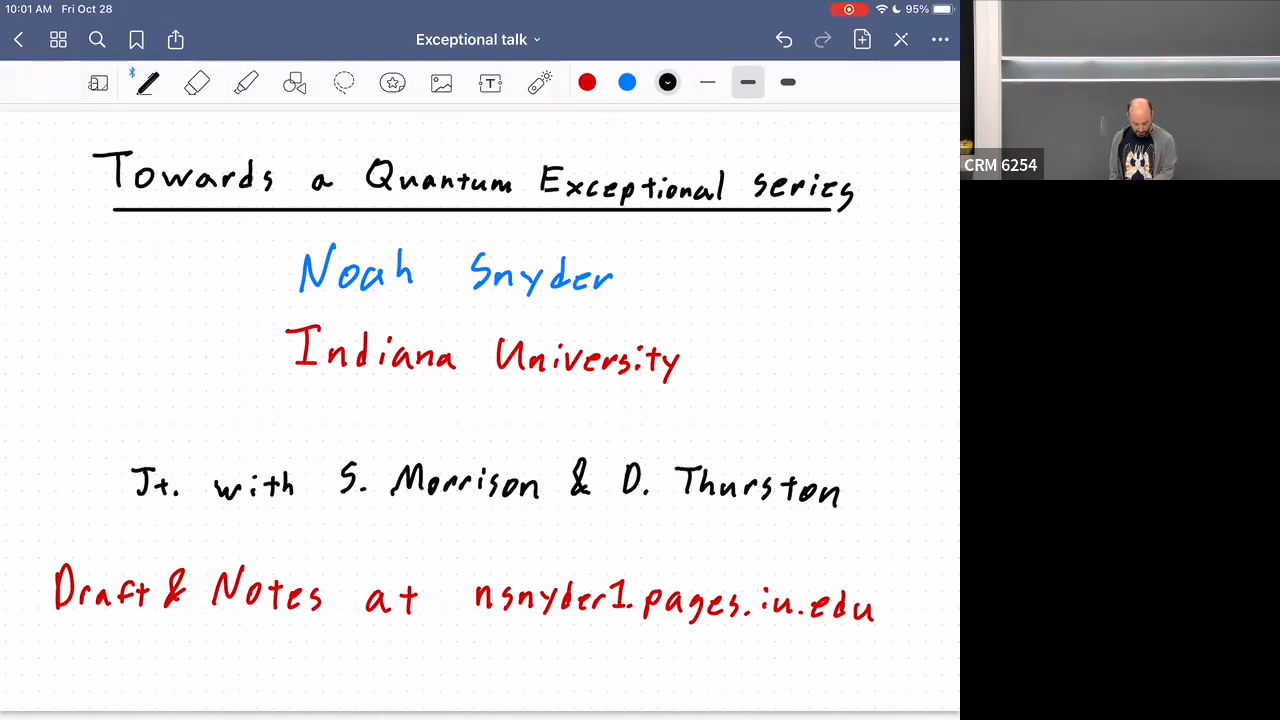 10:01 AM Fri Oct 28
95%
Exceptional talk
Towards a Quantum Exceptional series
Noah Snyder
Indiana University
Jt. with S. Morrison & D. Thurston
Draft & Notes at nsnyder1.pages.iu.edu
CRM 6254